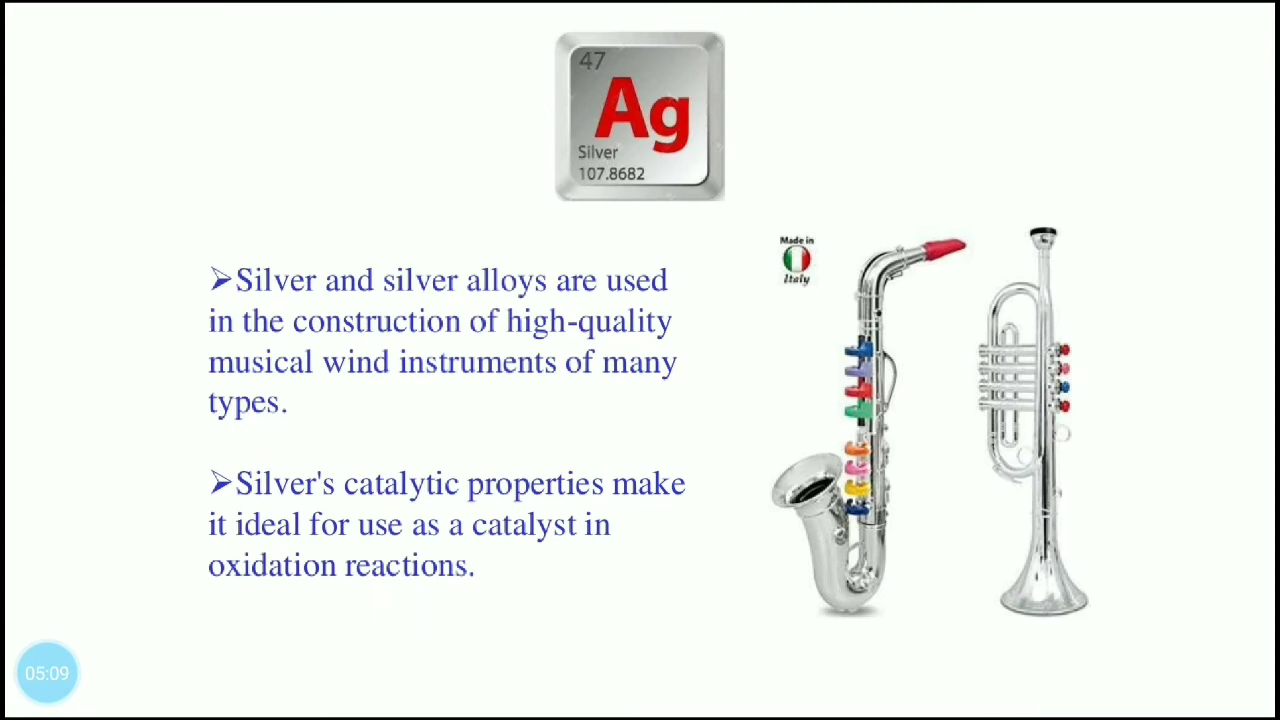 47
Ag
Silver
107.8682
Made in
Italy
➢Silver and silver alloys are used
in the construction of high-quality
musical wind instruments of many
types.
➢Silver's catalytic properties make
it ideal for use as a catalyst in
oxidation reactions.
05:09